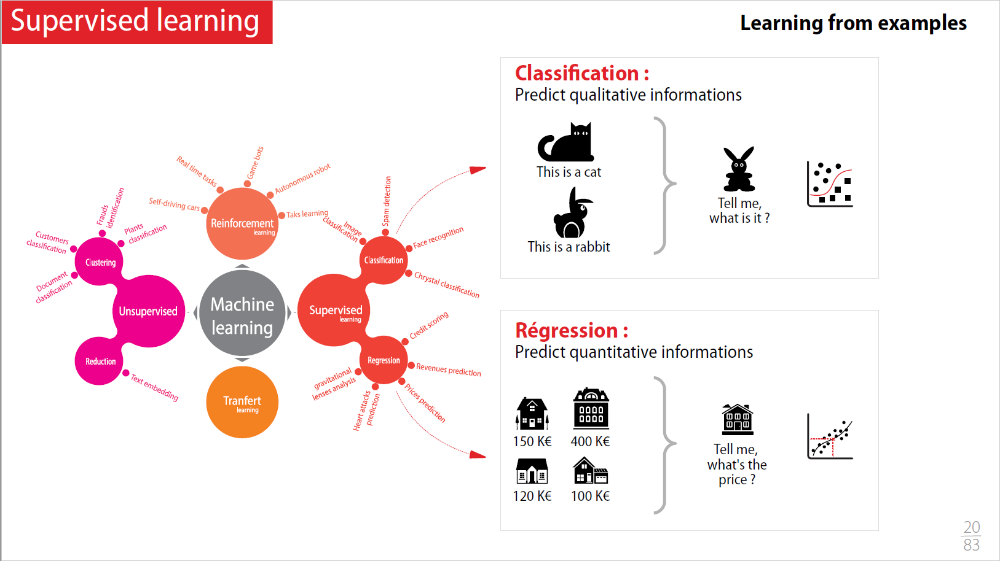 Supervised learning
Learning from examples
Classification :
Predict qualitative informations
This is a cat
This is a rabbit
Tell me,
what is it ?
Régression :
Predict quantitative informations
150 K€
400 K€
120 K€
100 K€
Tell me,
what's the
price ?
Machine
learning
Reinforcement
learning
Self-driving cars
Real time tasks
Game bots
Autonomous robot
Taks learning
Unsupervised
Clustering
Document
classification
Customers
classification
Frauds
identification
Plants
classification
Reduction
Text embedding
Tranfert
learning
Supervised
learning
Classification
Image
classification
Spam detection
Face recognition
Chrystal classification
Regression
Credit scoring
Revenues prediction
Prices prediction
Heart attacks
prediction
gravitational
lenses analysis
20
83